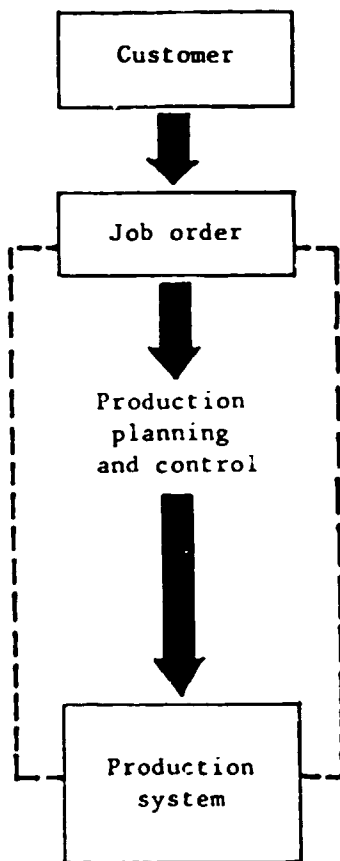 Customer
Job order
Production
planning
and control
Production
system